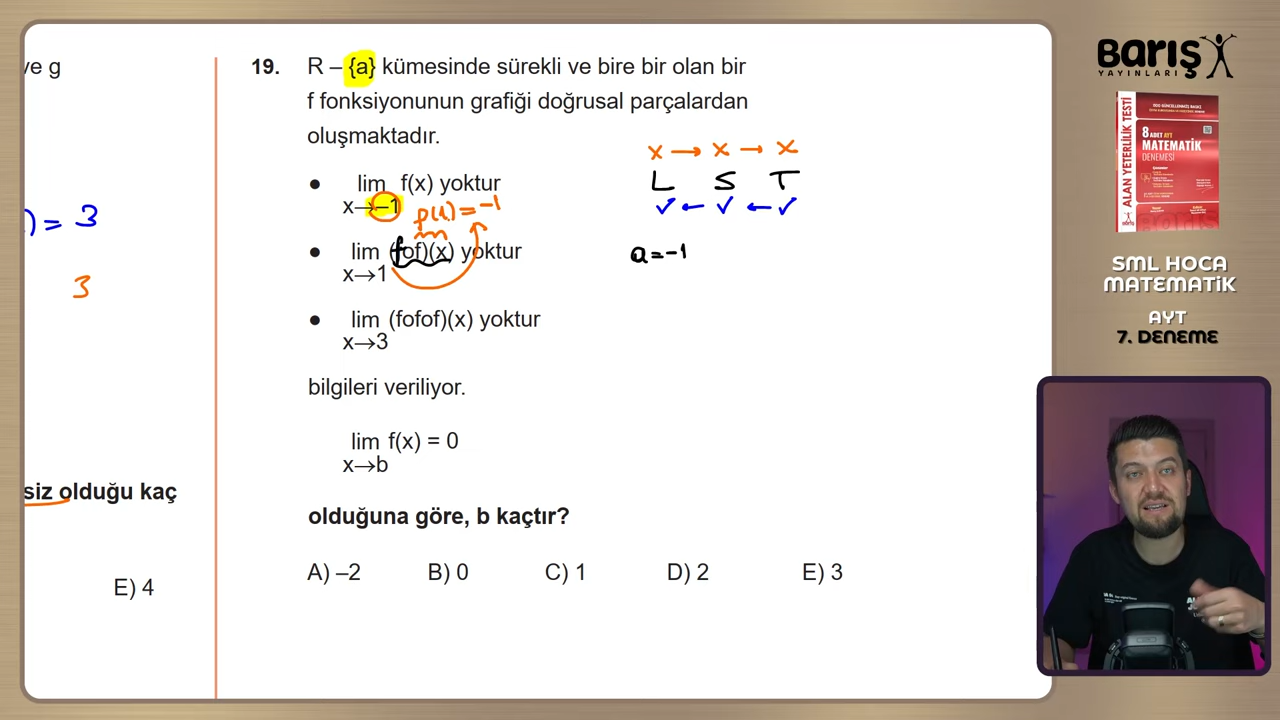 ve g
) = 3
3
siz olduğu kaç
E) 4
19. R – {a} kümesinde sürekli ve bire bir olan bir
f fonksiyonunun grafiği doğrusal parçalardan
oluşmaktadır.
• lim f(x) yoktur
x→–1
f(1) = -1
• lim (fof)(x) yoktur
x→1
• lim (fofof)(x) yoktur
x→3
bilgileri veriliyor.
lim f(x) = 0
x→b
olduğuna göre, b kaçtır?
A) –2 B) 0 C) 1 D) 2 E) 3
x → x → x
L S T
✓ ← ✓ ← ✓
a = -1
BARIŞ
YAYINLARI
ALAN YETERLİLİK TESTİ
8 ADET AYT
MATEMATİK
DENEMESİ
SML HOCA
MATEMATİK
AYT
7. DENEME